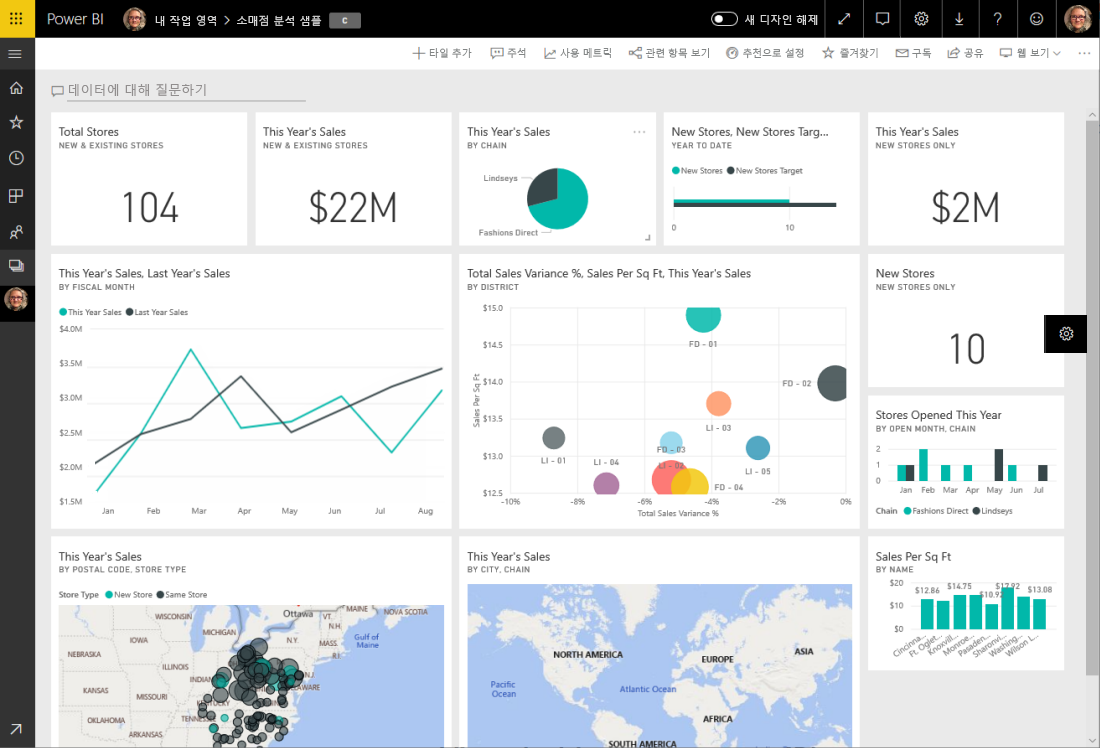 Power BI
내 작업 영역 > 소매점 분석 샘플
C
새 디자인 해제
타일 추가
주석
사용 메트릭
관련 항목 보기
추천으로 설정
즐겨찾기
구독
공유
웹 보기
데이터에 대해 질문하기
Total Stores
NEW & EXISTING STORES
104
This Year's Sales
NEW & EXISTING STORES
$22M
This Year's Sales
BY CHAIN
Lindseys
Fashions Direct
New Stores, New Stores Targ...
YEAR TO DATE
New Stores New Stores Target
0 10
This Year's Sales
NEW STORES ONLY
$2M
This Year's Sales, Last Year's Sales
BY FISCAL MONTH
This Year Sales Last Year Sales
$4.0M
$3.5M
$3.0M
$2.5M
$2.0M
$1.5M
Jan Feb Mar Apr May Jun Jul Aug
Total Sales Variance %, Sales Per Sq Ft, This Year's Sales
BY DISTRICT
Sales Per Sq Ft
$15.0
$14.5
$14.0
$13.5
$13.0
$12.5
FD - 01
FD - 02
LI - 03
FD - 03
LI - 01
LI - 04
LI - 02
LI - 05
FD - 04
-10% -8% -6% -4% -2% 0%
Total Sales Variance %
New Stores
NEW STORES ONLY
10
Stores Opened This Year
BY OPEN MONTH, CHAIN
2
1
0
Jan Feb Mar Apr May Jun Jul
Chain Fashions Direct Lindseys
This Year's Sales
BY POSTAL CODE, STORE TYPE
Store Type New Store Same Store
Ottawa
MAINE
NOVA SCOTIA
WISCONSIN
VT.
N.H.
MICHIGAN
N.Y.
MASS.
Gulf of
Maine
IOWA
R.I.
NEBRASKA
ILLINOIS
N.J.
KANSAS
MISSOURI
OKLAHOMA
ARKANSAS
This Year's Sales
BY CITY, CHAIN
NORTH AMERICA
EUROPE
ASIA
Pacific
Ocean
Atlantic Ocean
AFRICA
SOUTH AMERICA
Sales Per Sq Ft
BY NAME
$20
$10
$0
$12.86
$14.75
$10.92
$17.92
$13.08
Cincinna...
Ft. Oglet...
Knoxvill...
Monroe...
Pasaden...
Sharonvi...
Washing...
Wilson L...